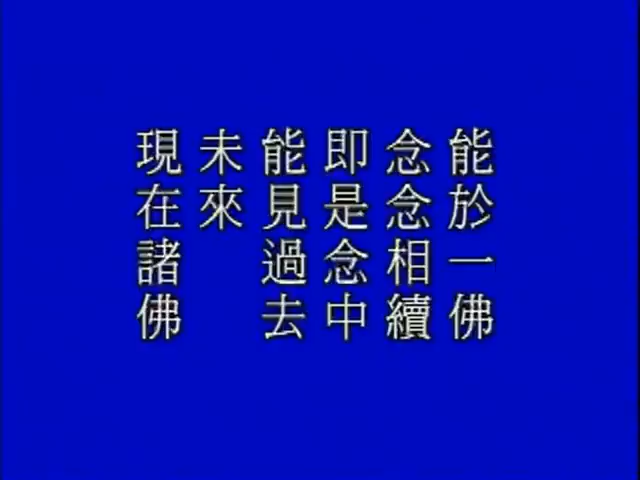 能於一佛
念念相續
即是念中
能見過去
未來
現在諸佛